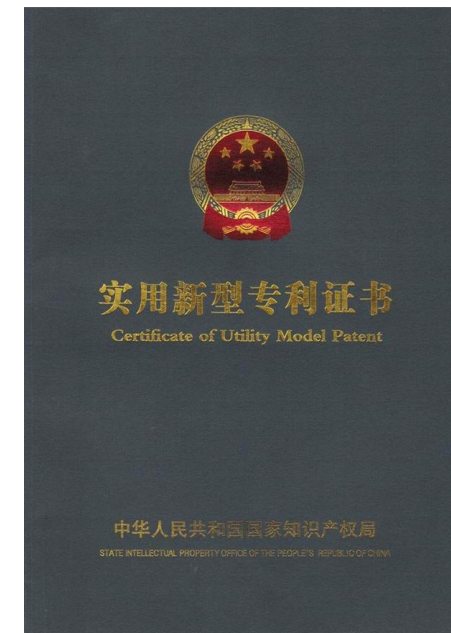 实用新型专利证书
Certificate of Utility Model Patent
中华人民共和国国家知识产权局
STATE INTELLECTUAL PROPERTY OFFICE OF THE PEOPLE'S REPUBLIC OF CHINA